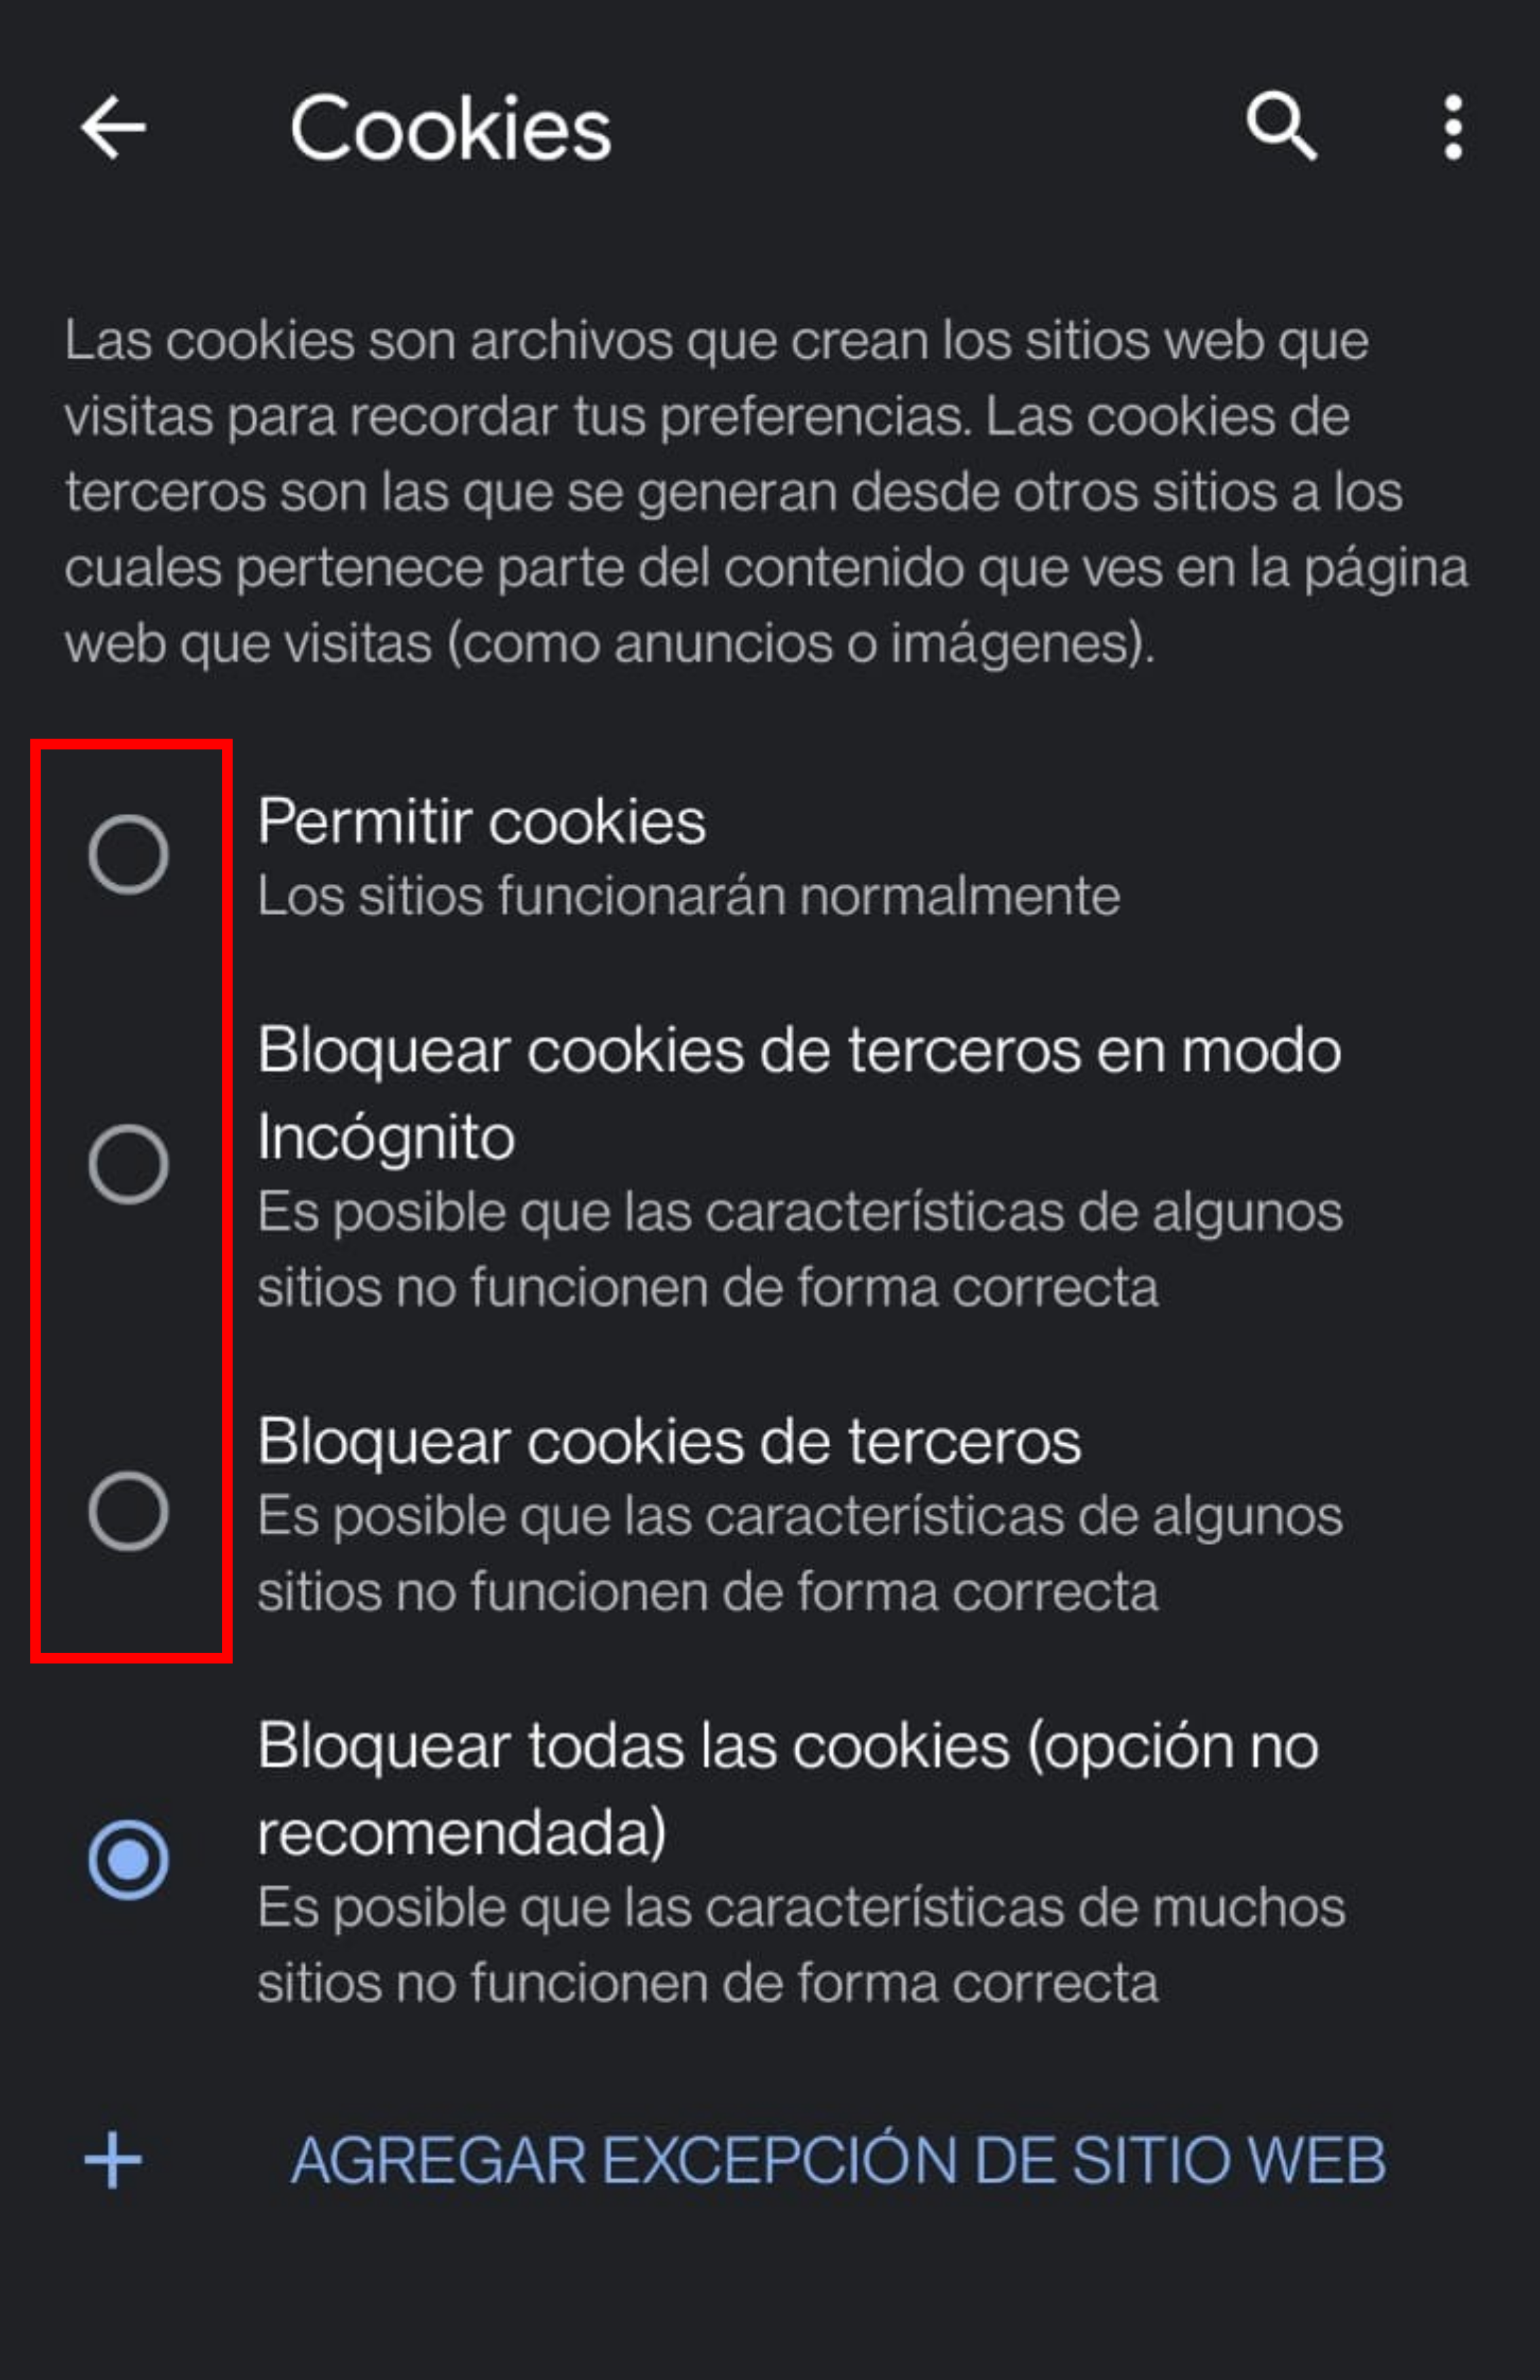 Cookies
Las cookies son archivos que crean los sitios web que
visitas para recordar tus preferencias. Las cookies de
terceros son las que se generan desde otros sitios a los
cuales pertenece parte del contenido que ves en la página
web que visitas (como anuncios o imágenes).
Permitir cookies
Los sitios funcionarán normalmente
Bloquear cookies de terceros en modo
Incógnito
Es posible que las características de algunos
sitios no funcionen de forma correcta
Bloquear cookies de terceros
Es posible que las características de algunos
sitios no funcionen de forma correcta
Bloquear todas las cookies (opción no
recomendada)
Es posible que las características de muchos
sitios no funcionen de forma correcta
AGREGAR EXCEPCIÓN DE SITIO WEB